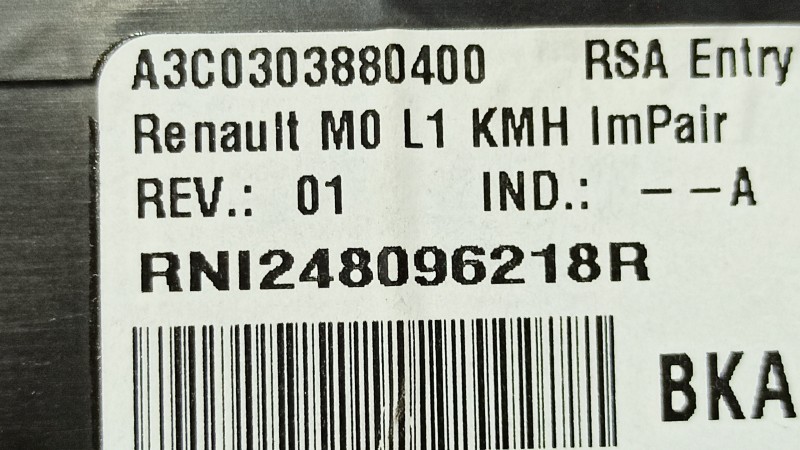 A3C0303880400 RSA Entry
Renault M0 L1 KMH ImPair
REV.: 01 IND.: --A
RNI248096218R
BKA